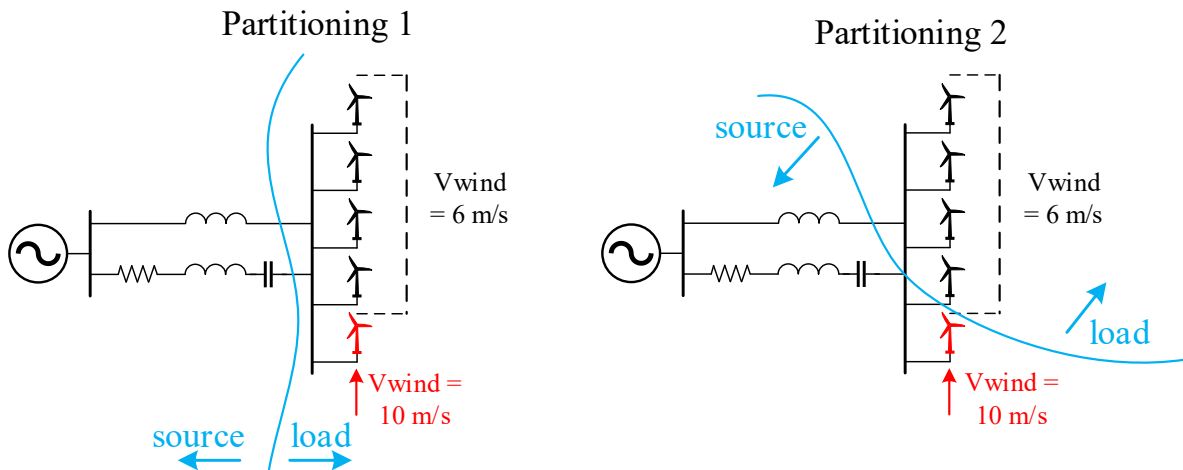 Partitioning 1
Vwind
= 6 m/s
Vwind =
10 m/s
source
load
Partitioning 2
source
Vwind
= 6 m/s
load
Vwind =
10 m/s